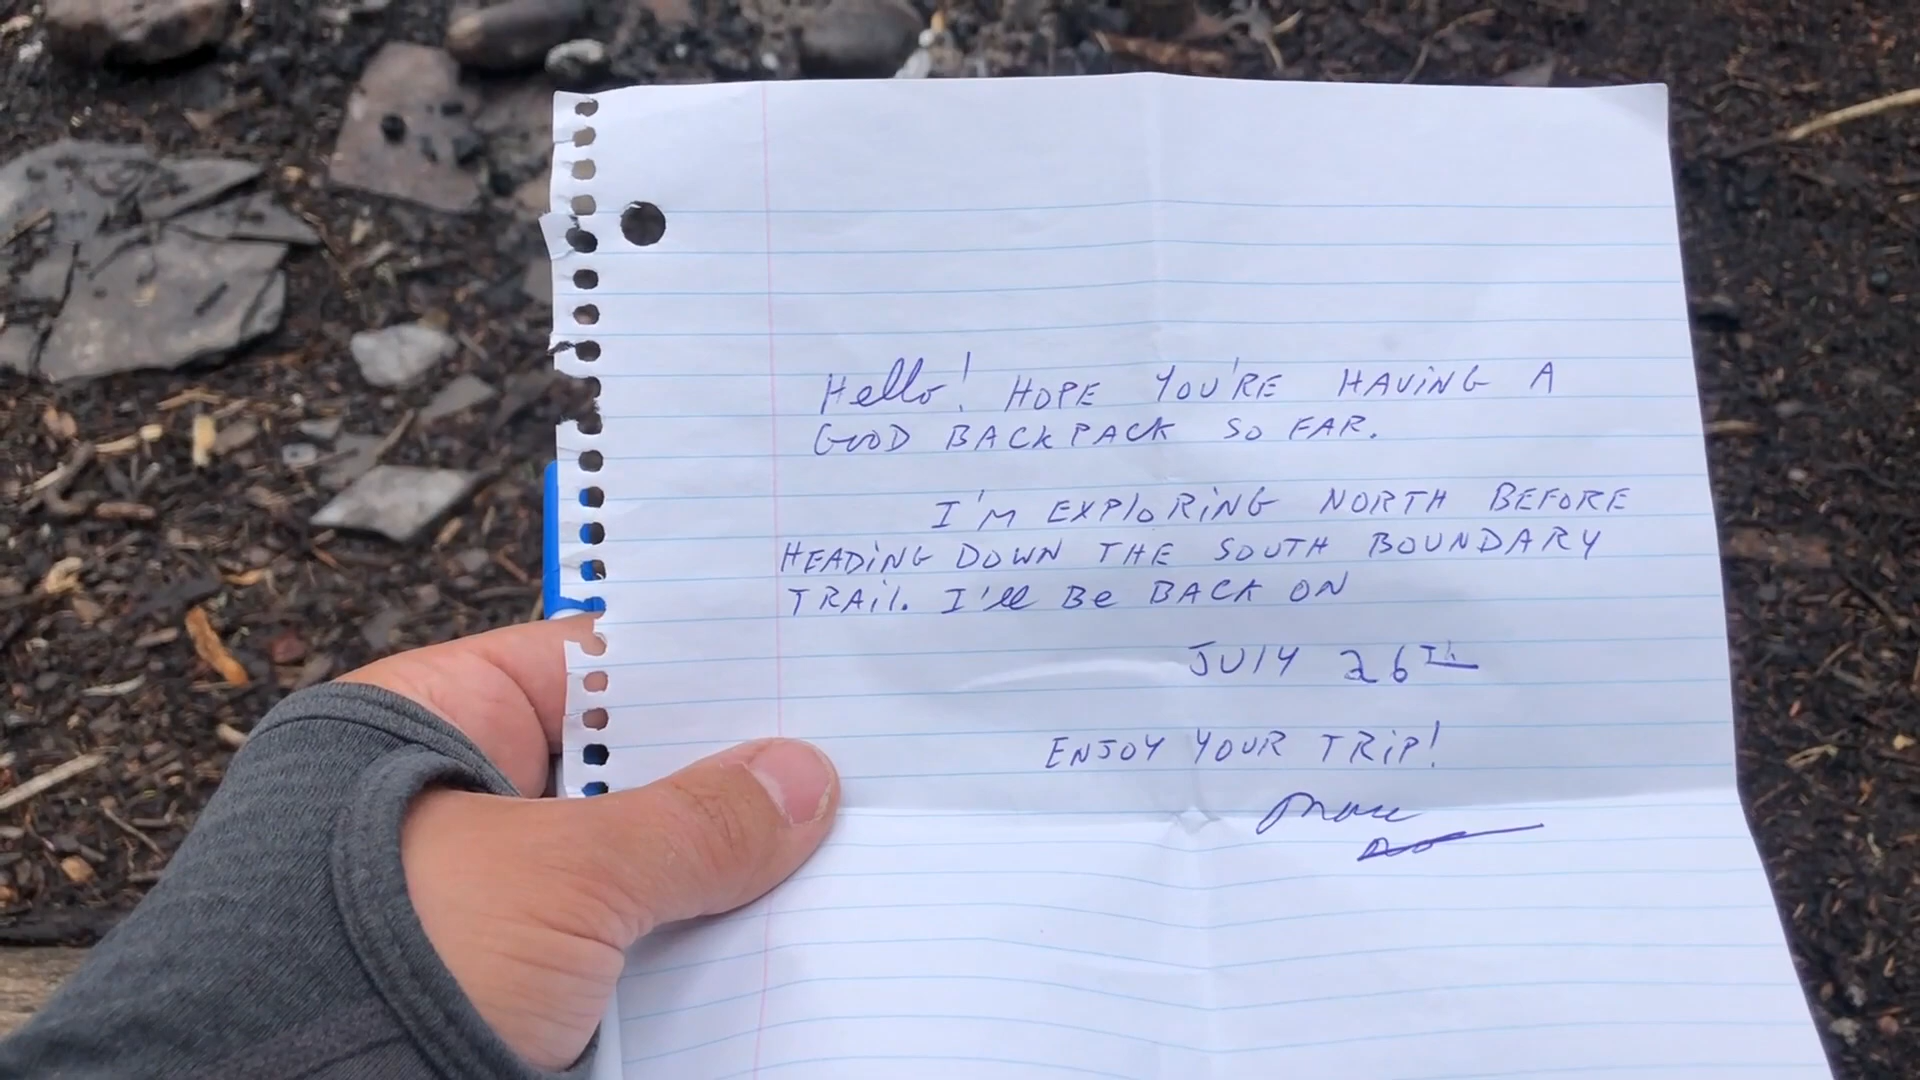 Hello! HOPE YOU'RE HAViNG A
GOOD BACKPACK SO FAR.
I'M EXPlORiNG NORTH BEFORE
HEADiNG DOWN THE SOUTH BOUNDARY
TRAil. I'll Be BACK ON
JUlY 26Th
ENJOY YOUR TRiP!